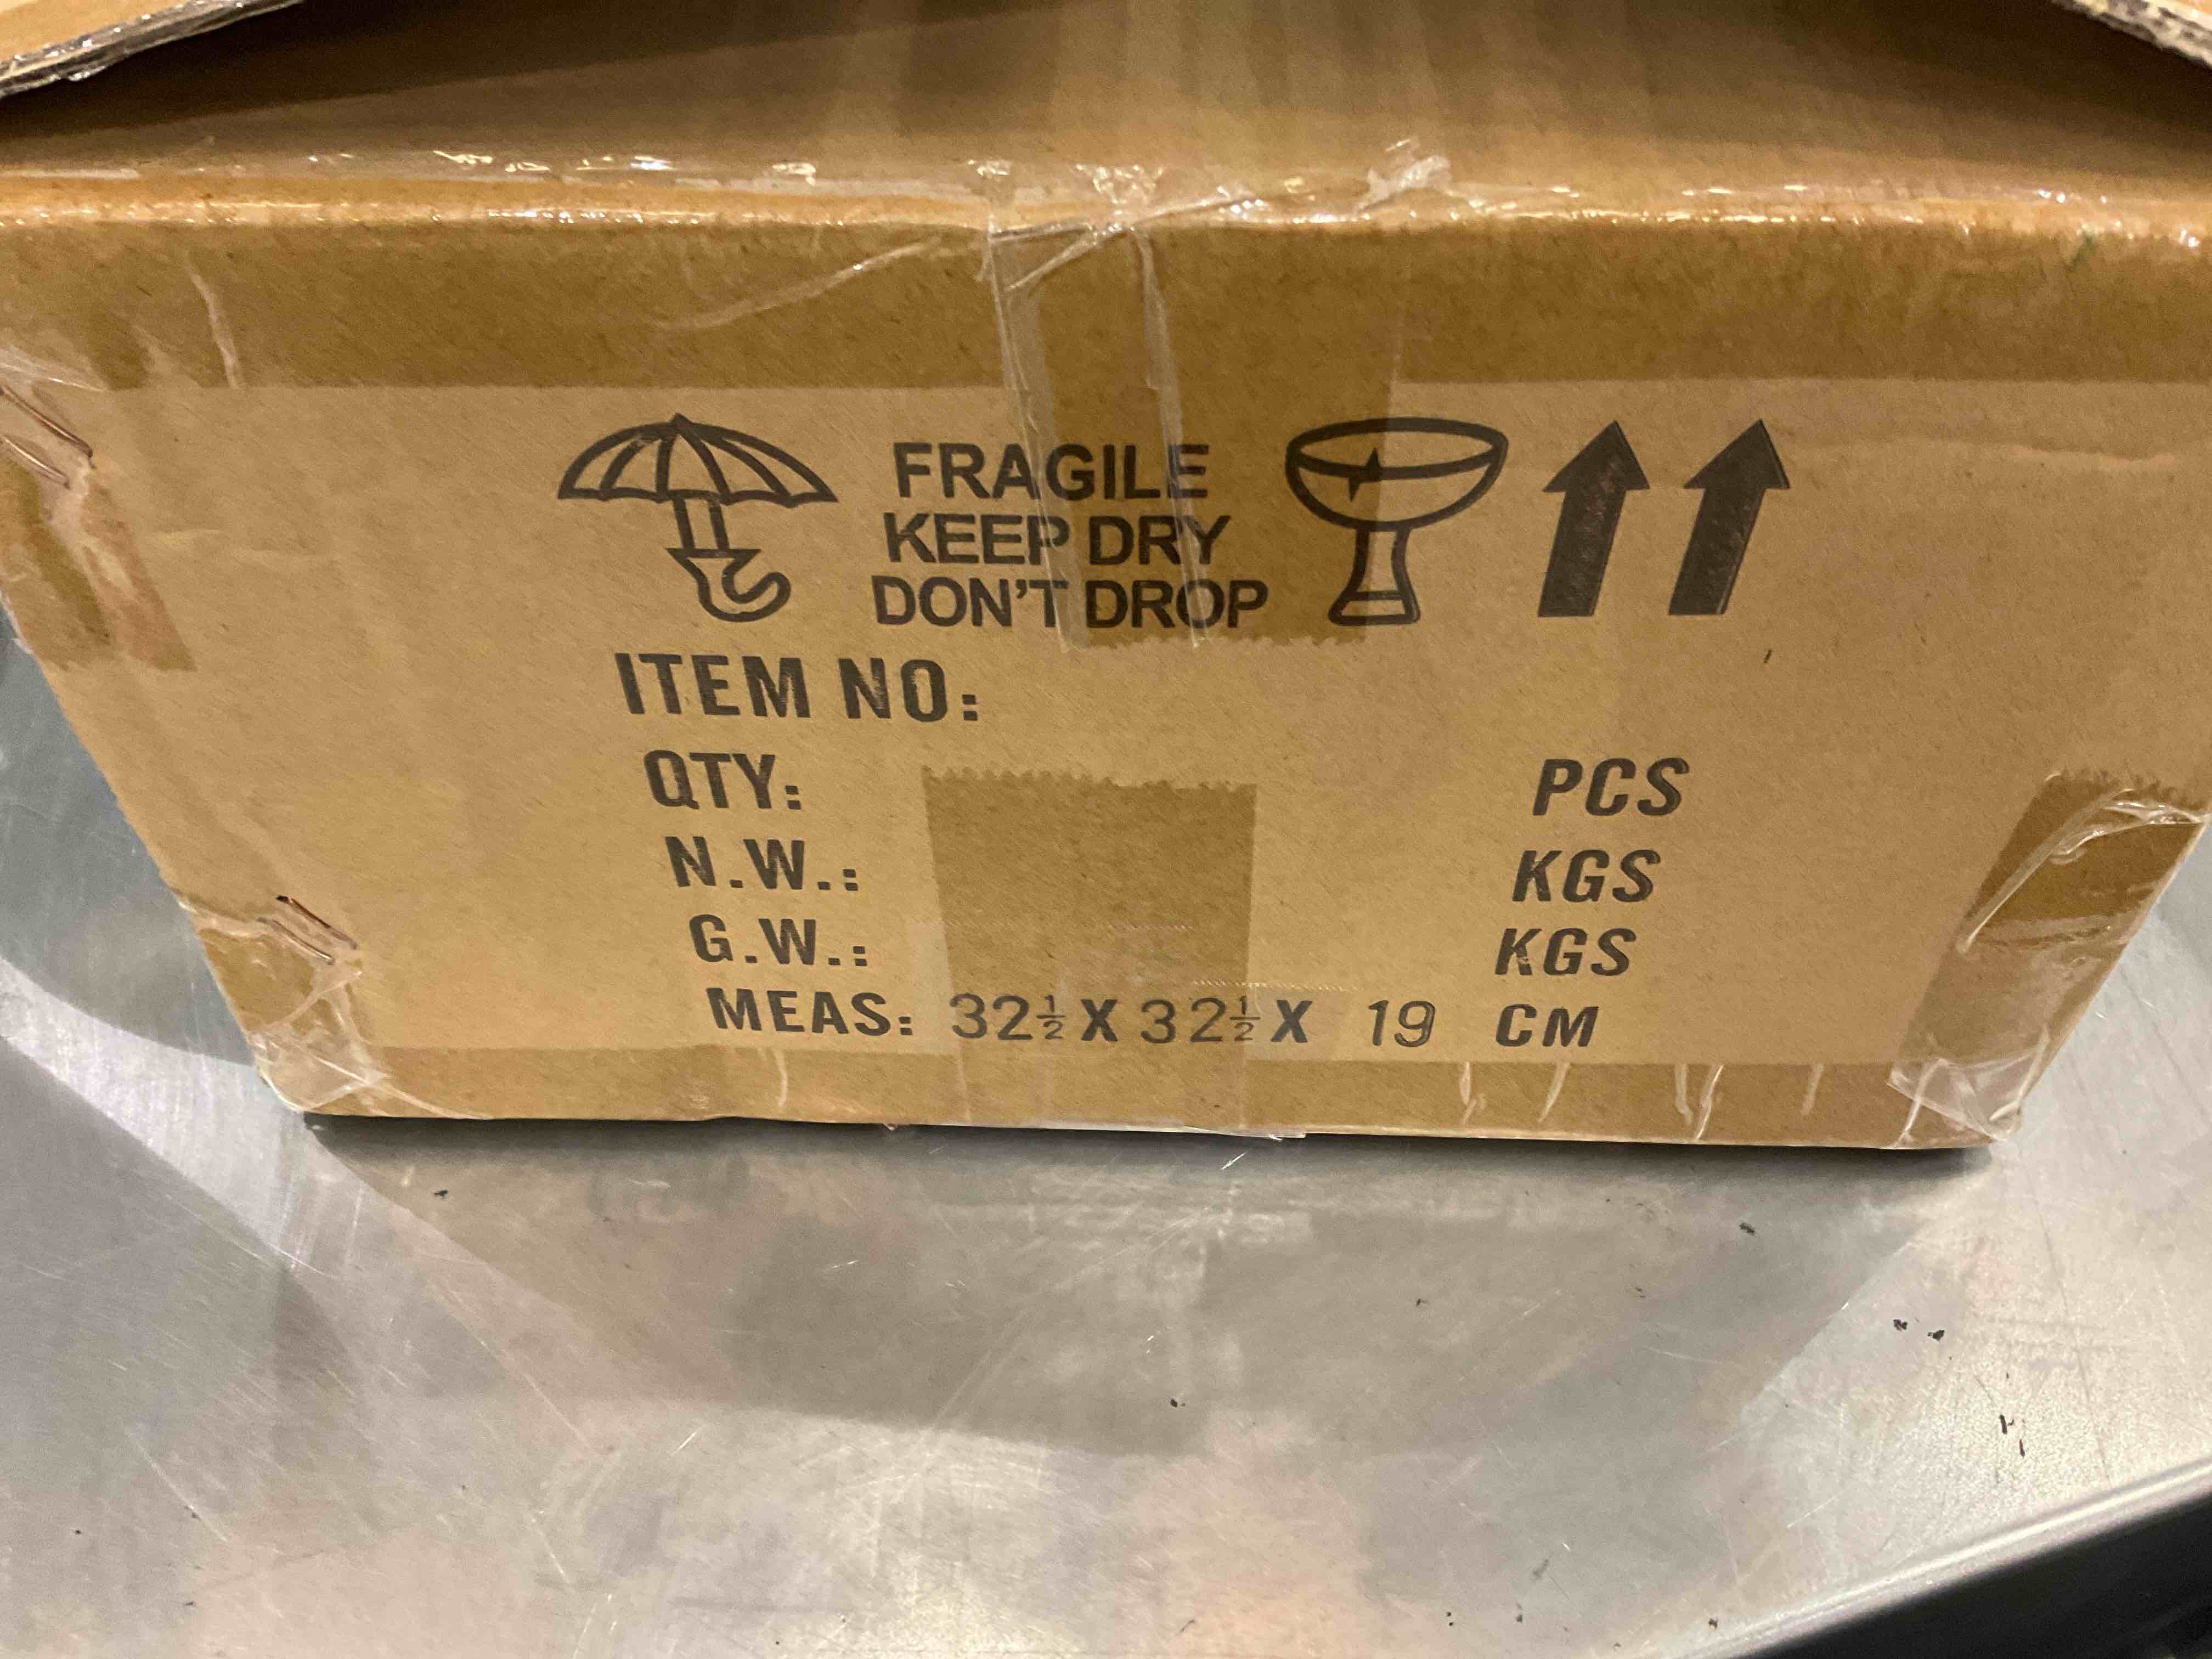 FRAGILE
KEEP DRY
DON'T DROP
ITEM NO:
QTY: PCS
N.W.: KGS
G.W.: KGS
MEAS: 32½ X 32½ X 19 CM